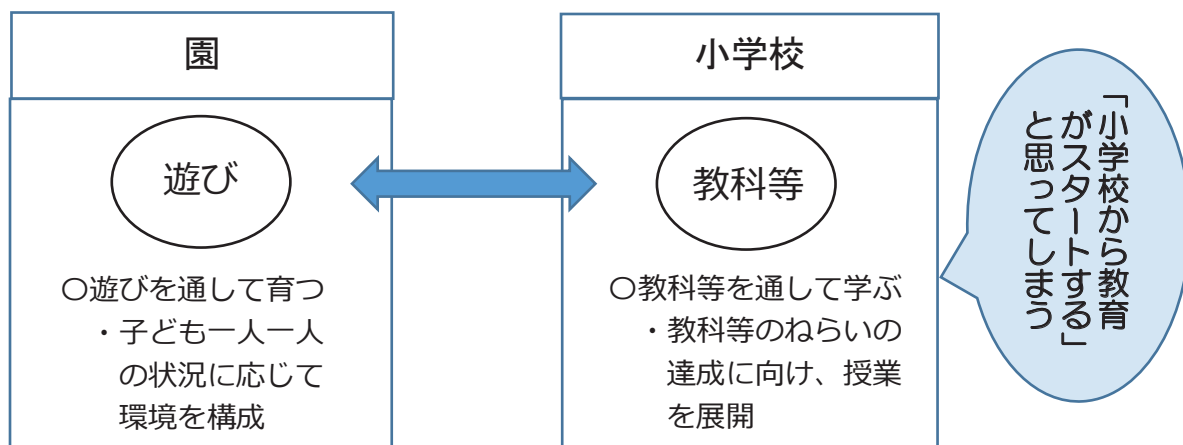 園
遊び
〇遊びを通して育つ
・子ども一人一人
の状況に応じて
環境を構成
小学校
教科等
〇教科等を通して学ぶ
・教科等のねらいの
達成に向け、授業
を展開
「小学校から教育
がスタートする」
と思ってしまう